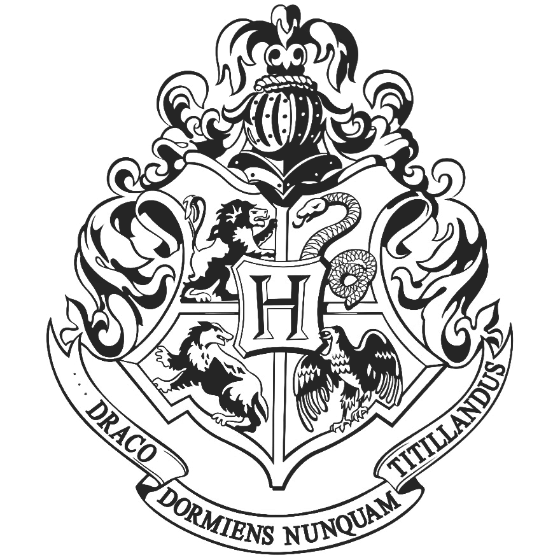 H
.... DRACO
DORMIENS NUNQUAM
TITILLANDUS